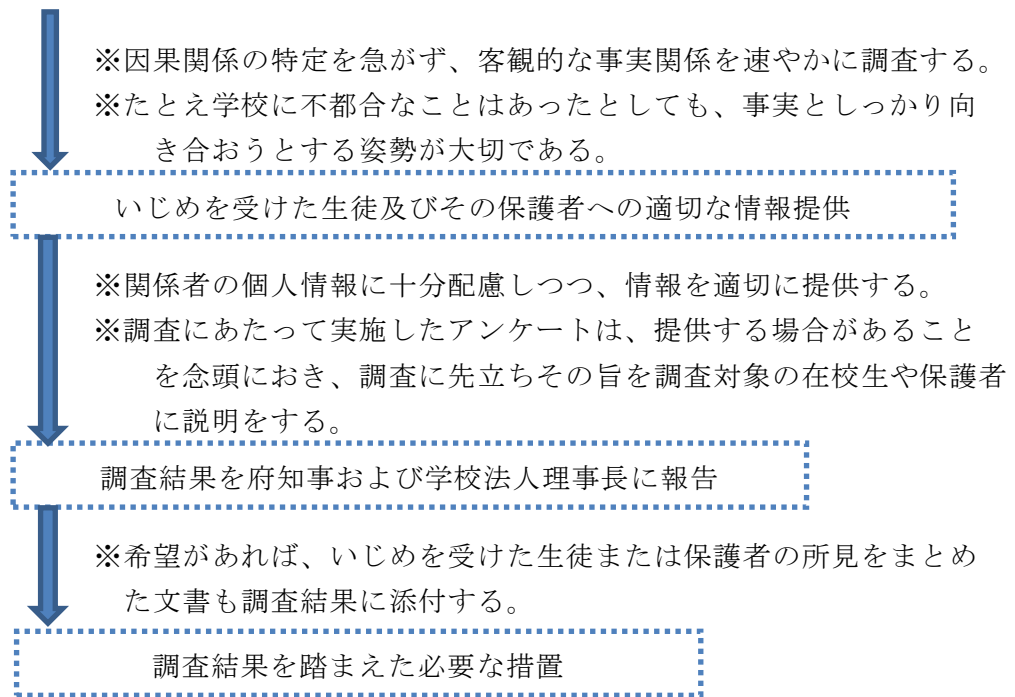 ※因果関係の特定を急がず、客観的な事実関係を速やかに調査する。
※たとえ学校に不都合なことはあったとしても、事実としっかり向
き合おうとする姿勢が大切である。
いじめを受けた生徒及びその保護者への適切な情報提供
※関係者の個人情報に十分配慮しつつ、情報を適切に提供する。
※調査にあたって実施したアンケートは、提供する場合があること
を念頭におき、調査に先立ちその旨を調査対象の在校生や保護者
に説明をする。
調査結果を府知事および学校法人理事長に報告
※希望があれば、いじめを受けた生徒または保護者の所見をまとめ
た文書も調査結果に添付する。
調査結果を踏まえた必要な措置